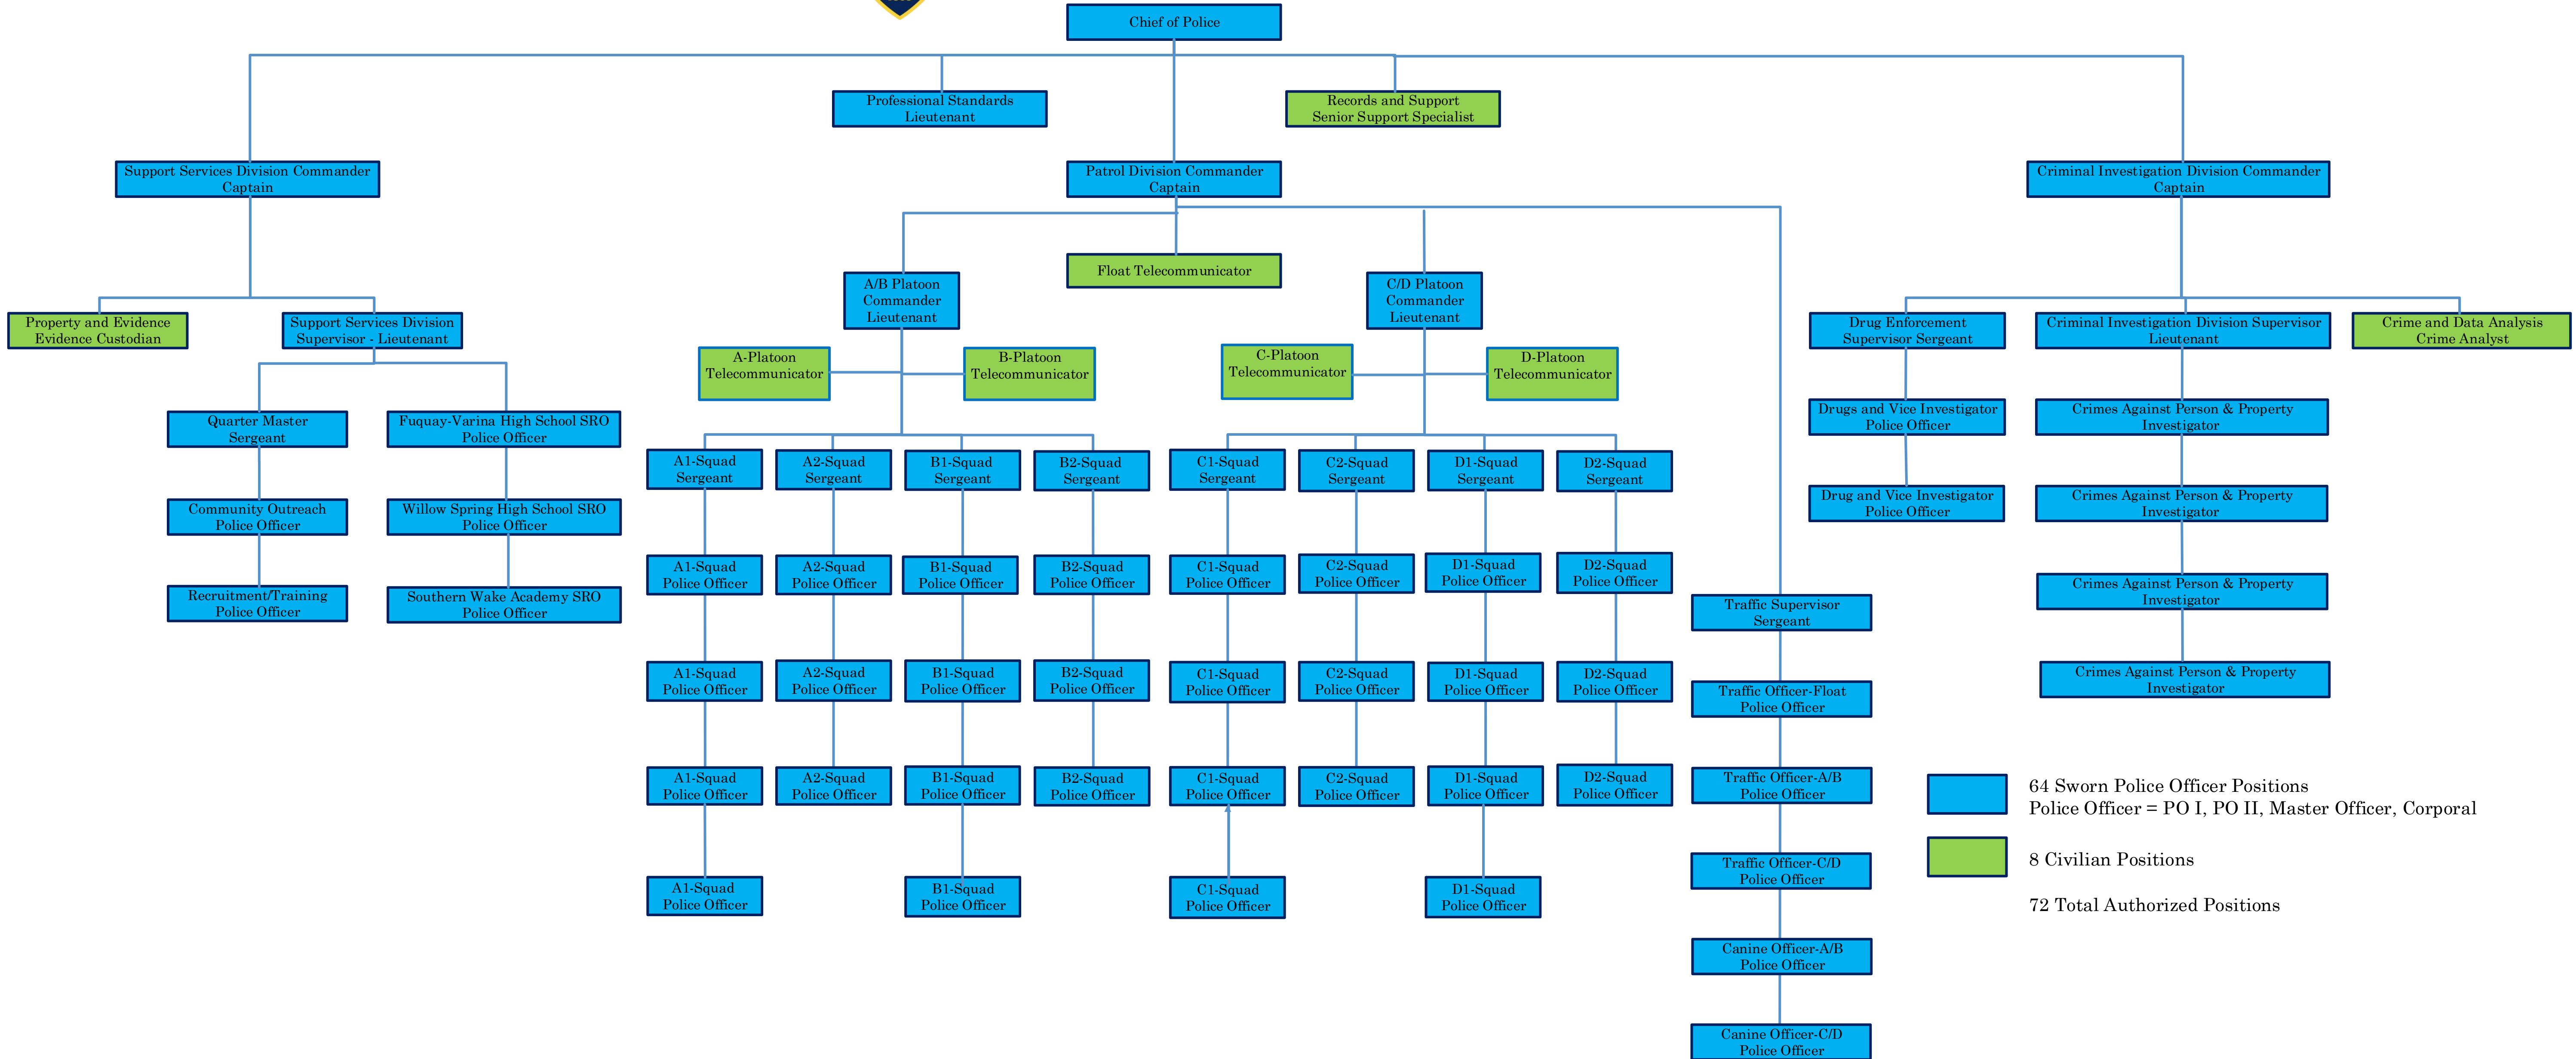 Chief of Police
Professional Standards
Lieutenant
Records and Support
Senior Support Specialist
Support Services Division Commander
Captain
Patrol Division Commander
Captain
Criminal Investigation Division Commander
Captain
Float Telecommunicator
A/B Platoon
Commander
Lieutenant
C/D Platoon
Commander
Lieutenant
Property and Evidence
Evidence Custodian
Support Services Division
Supervisor - Lieutenant
Drug Enforcement
Supervisor Sergeant
Criminal Investigation Division Supervisor
Lieutenant
Crime and Data Analysis
Crime Analyst
A-Platoon
Telecommunicator
B-Platoon
Telecommunicator
C-Platoon
Telecommunicator
D-Platoon
Telecommunicator
Quarter Master
Sergeant
Fuquay-Varina High School SRO
Police Officer
Drugs and Vice Investigator
Police Officer
Crimes Against Person & Property
Investigator
A1-Squad
Sergeant
A2-Squad
Sergeant
B1-Squad
Sergeant
B2-Squad
Sergeant
C1-Squad
Sergeant
C2-Squad
Sergeant
D1-Squad
Sergeant
D2-Squad
Sergeant
Community Outreach
Police Officer
Willow Spring High School SRO
Police Officer
Drug and Vice Investigator
Police Officer
Crimes Against Person & Property
Investigator
A1-Squad
Police Officer
A2-Squad
Police Officer
B1-Squad
Police Officer
B2-Squad
Police Officer
C1-Squad
Police Officer
C2-Squad
Police Officer
D1-Squad
Police Officer
D2-Squad
Police Officer
Recruitment/Training
Police Officer
Southern Wake Academy SRO
Police Officer
Traffic Supervisor
Sergeant
Crimes Against Person & Property
Investigator
A1-Squad
Police Officer
A2-Squad
Police Officer
B1-Squad
Police Officer
B2-Squad
Police Officer
C1-Squad
Police Officer
C2-Squad
Police Officer
D1-Squad
Police Officer
D2-Squad
Police Officer
Traffic Officer-Float
Police Officer
Crimes Against Person & Property
Investigator
A1-Squad
Police Officer
A2-Squad
Police Officer
B1-Squad
Police Officer
B2-Squad
Police Officer
C1-Squad
Police Officer
C2-Squad
Police Officer
D1-Squad
Police Officer
D2-Squad
Police Officer
Traffic Officer-A/B
Police Officer
64 Sworn Police Officer Positions
Police Officer = PO I, PO II, Master Officer, Corporal
A1-Squad
Police Officer
B1-Squad
Police Officer
C1-Squad
Police Officer
D1-Squad
Police Officer
Traffic Officer-C/D
Police Officer
8 Civilian Positions
72 Total Authorized Positions
Canine Officer-A/B
Police Officer
Canine Officer-C/D
Police Officer